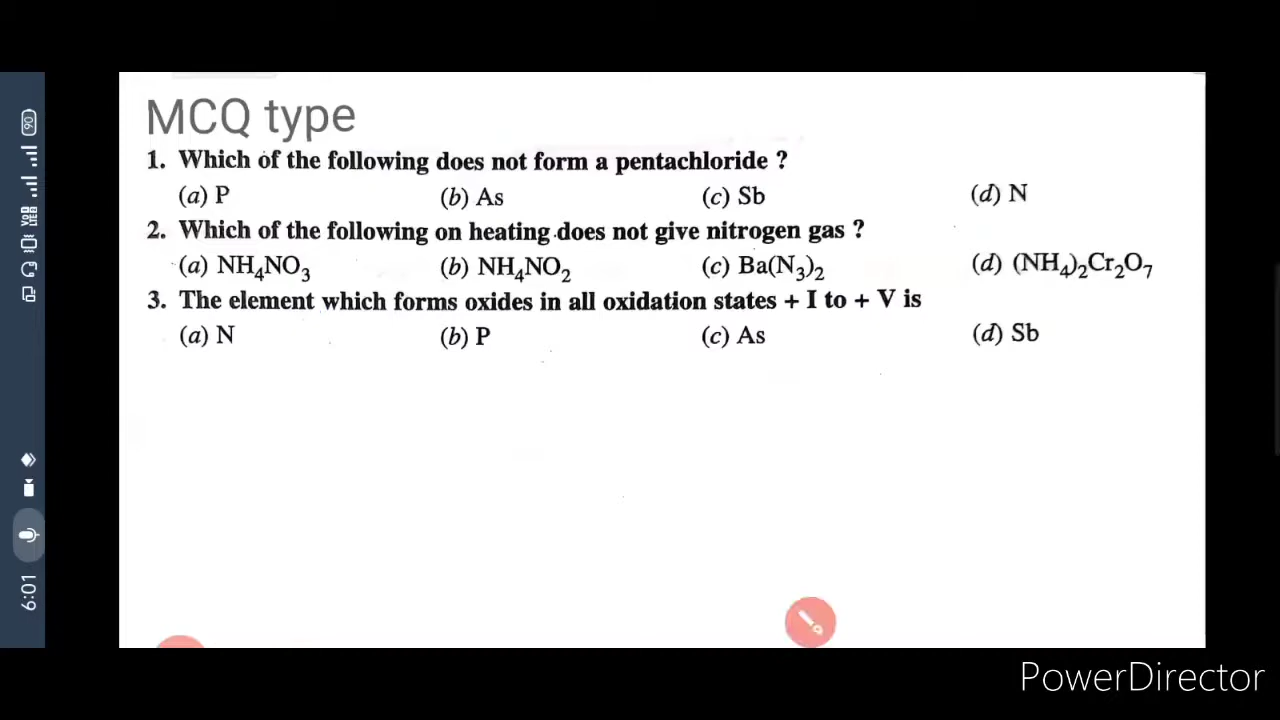 MCQ type
1. Which of the following does not form a pentachloride ?
(a) P (b) As (c) Sb (d) N
2. Which of the following on heating does not give nitrogen gas ?
(a) NH₄NO₃ (b) NH₄NO₂ (c) Ba(N₃)₂ (d) (NH₄)₂Cr₂O₇
3. The element which forms oxides in all oxidation states + I to + V is
(a) N (b) P (c) As (d) Sb
90
6:01
PowerDirector